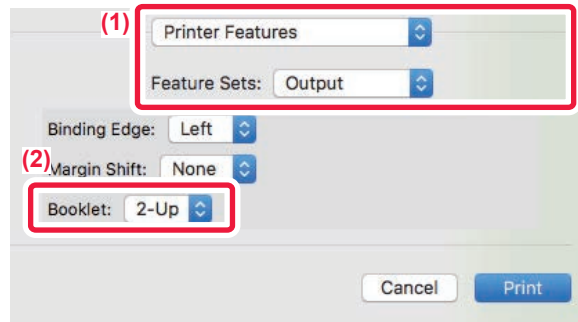 (1)
Printer Features
Feature Sets: Output
Binding Edge: Left
(2)
Margin Shift: None
Booklet: 2-Up
Cancel Print